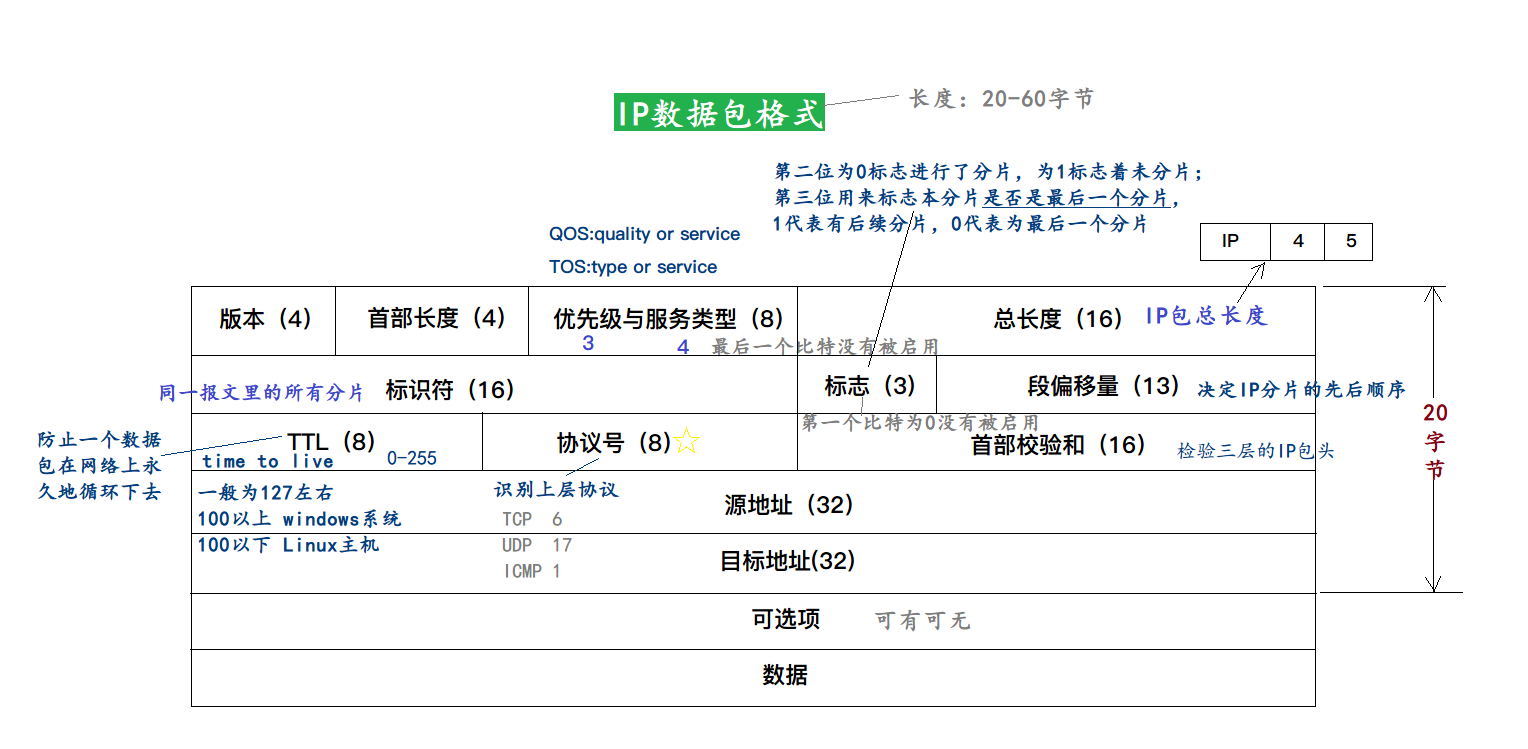 IP数据包格式
长度：20-60字节
第二位为0标志进行了分片，为1标志着未分片；
第三位用来标志本分片是否是最后一个分片，
1代表有后续分片，0代表为最后一个分片
QOS:quality or service
TOS:type or service
IP 4 5
版本（4） 首部长度（4） 优先级与服务类型（8） 总长度（16） IP包总长度
3 4 最后一个比特没有被启用
同一报文里的所有分片 标识符（16） 标志（3） 段偏移量（13） 决定IP分片的先后顺序
第一个比特为0没有被启用
20
字
节
防止一个数据
包在网络上永
久地循环下去
TTL（8） 协议号（8）☆ 首部校验和（16） 检验三层的IP包头
time to live 0-255
一般为127左右
100以上 windows系统
100以下 Linux主机
识别上层协议
TCP 6
UDP 17
ICMP 1
源地址（32）
目标地址(32)
可选项 可有可无
数据